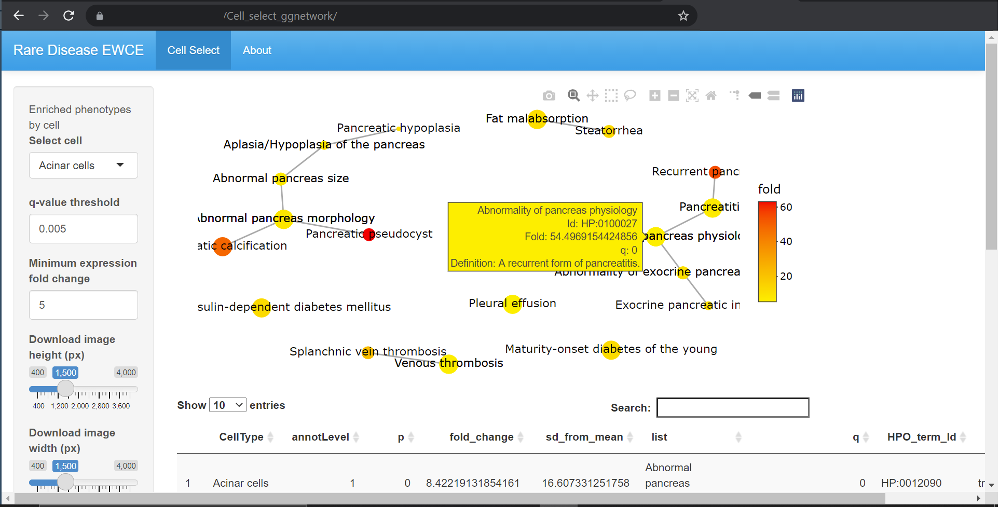 /Cell_select_ggnetwork/
Rare Disease EWCE
Cell Select
About
Enriched phenotypes
by cell
Select cell
Acinar cells
q-value threshold
0.005
Minimum expression
fold change
5
Download image
height (px)
400 1,500 4,000
400 1,200 2,000 2,800 3,600
Download image
width (px)
400 1,500 4,000
Fat malabsorption
Steatorrhea
Pancreatic hypoplasia
Aplasia/Hypoplasia of the pancreas
Abnormal pancreas size
Abnormal pancreas morphology
Pancreatic pseudocyst
atic calcification
Recurrent panc
Pancreatiti
Abnormality of pancreas physiology
Id: HP:0100027
Fold: 54.4969154424856
q: 0
Definition: A recurrent form of pancreatitis.
pancreas physiolo
Abnormality of exocrine pancrea
Exocrine pancreatic in
sulin-dependent diabetes mellitus
Pleural effusion
Splanchnic vein thrombosis
Venous thrombosis
Maturity-onset diabetes of the young
fold
60
40
20
Show 10 entries
Search:
CellType annotLevel p fold_change sd_from_mean list q HPO_term_Id
1 Acinar cells 1 0 8.42219131854161 16.607331251758 Abnormal
pancreas 0 HP:0012090 tr